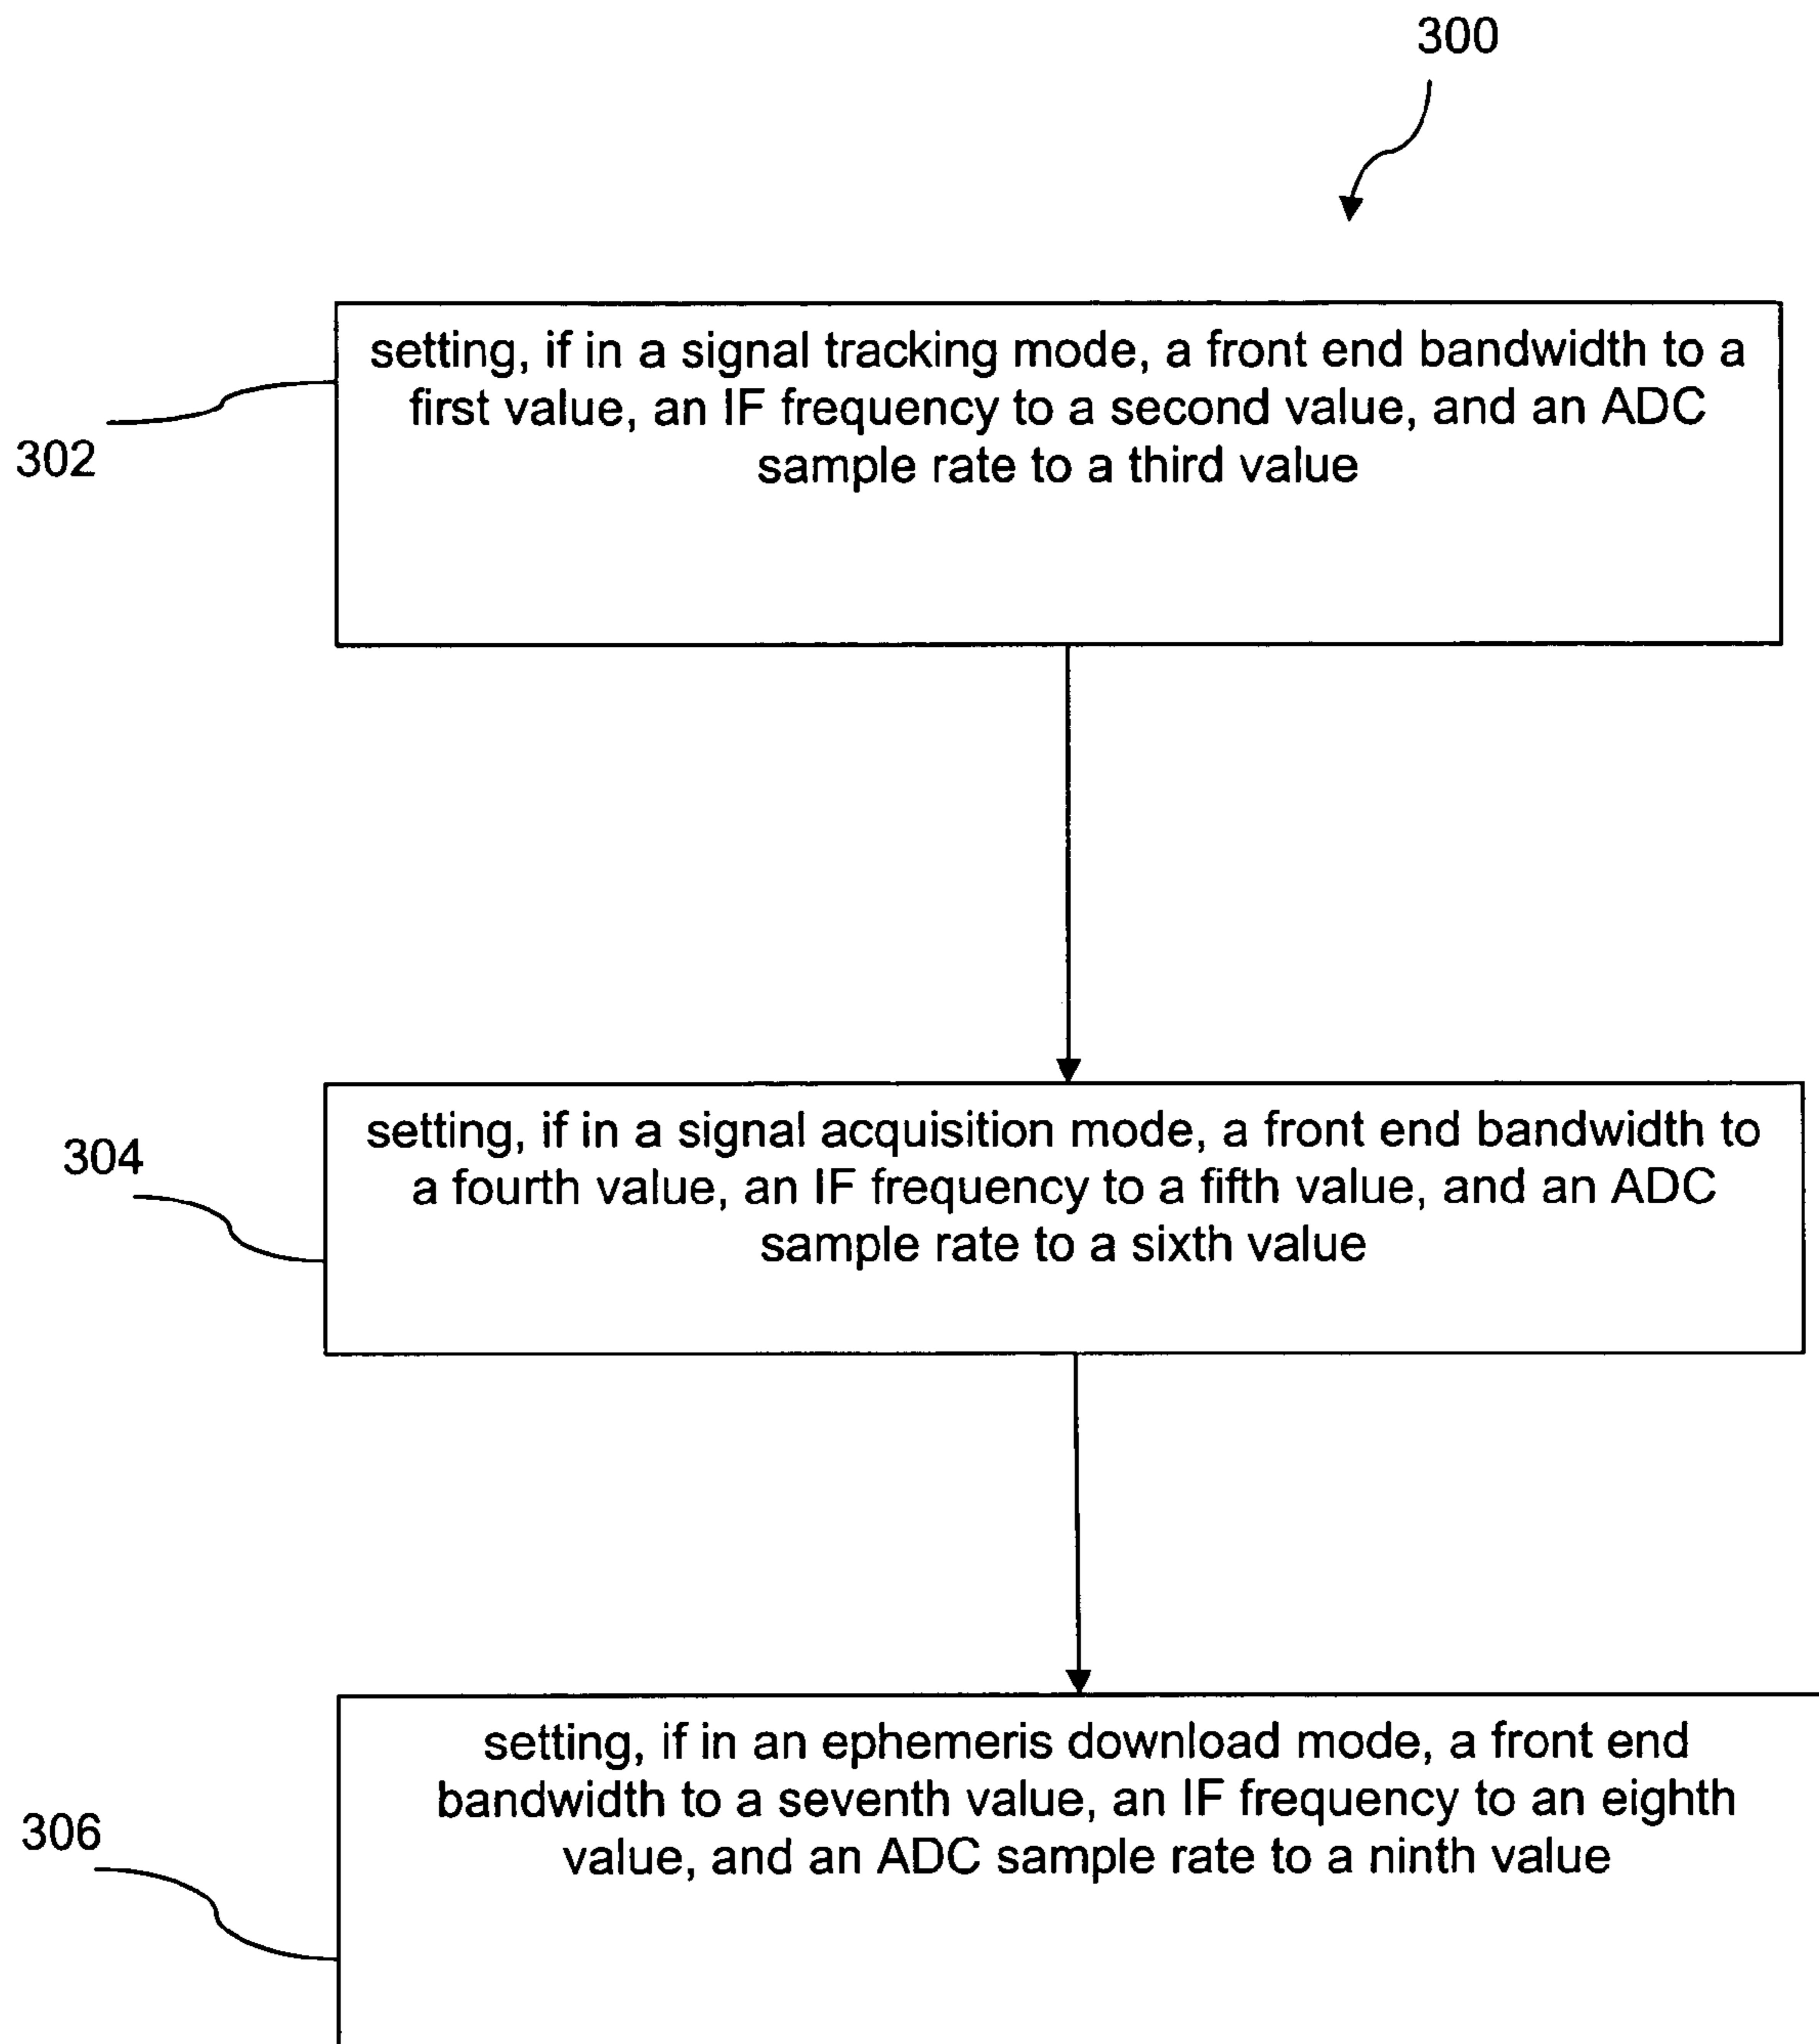 300
setting, if in a signal tracking mode, a front end bandwidth to a
first value, an IF frequency to a second value, and an ADC
sample rate to a third value
302
setting, if in a signal acquisition mode, a front end bandwidth to
a fourth value, an IF frequency to a fifth value, and an ADC
sample rate to a sixth value
304
setting, if in an ephemeris download mode, a front end
bandwidth to a seventh value, an IF frequency to an eighth
value, and an ADC sample rate to a ninth value
306